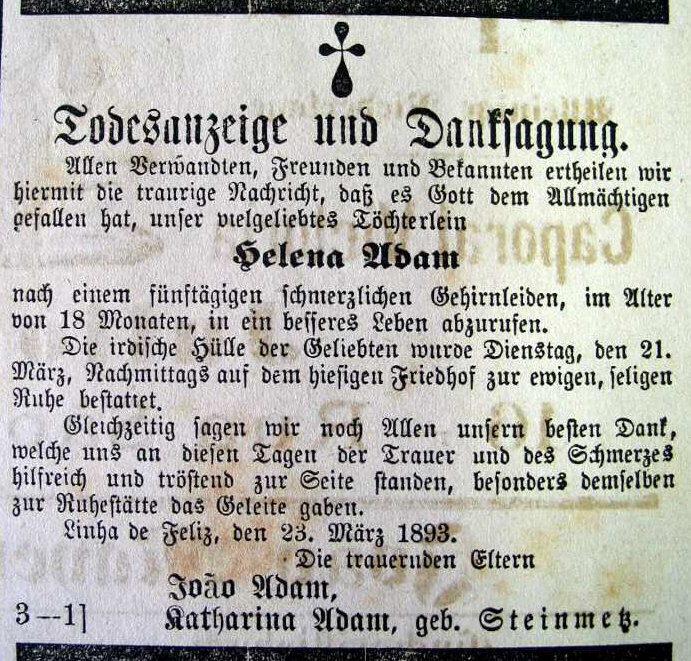 Todesanzeige und Danksagung.
Allen Verwandten, Freunden und Bekannten ertheilen wir
hiermit die traurige Nachricht, daß es Gott dem Allmächtigen
gefallen hat, unser vielgeliebtes Töchterlein
Helena Adam
nach einem fünftägigen schmerzlichen Gehirnleiden, im Alter
von 18 Monaten, in ein besseres Leben abzurufen.
Die irdische Hülle der Geliebten wurde Dienstag, den 21.
März, Nachmittags auf dem hiesigen Friedhof zur ewigen, seligen
Ruhe bestattet.
Gleichzeitig sagen wir noch Allen unsern besten Dank,
welche uns an diesen Tagen der Trauer und des Schmerzes
hilfreich und tröstend zur Seite standen, besonders demselben
zur Ruhestätte das Geleite gaben.
Linha de Feliz, den 23. März 1893.
Die trauernden Eltern
João Adam,
3—1] Katharina Adam, geb. Steinmetz.